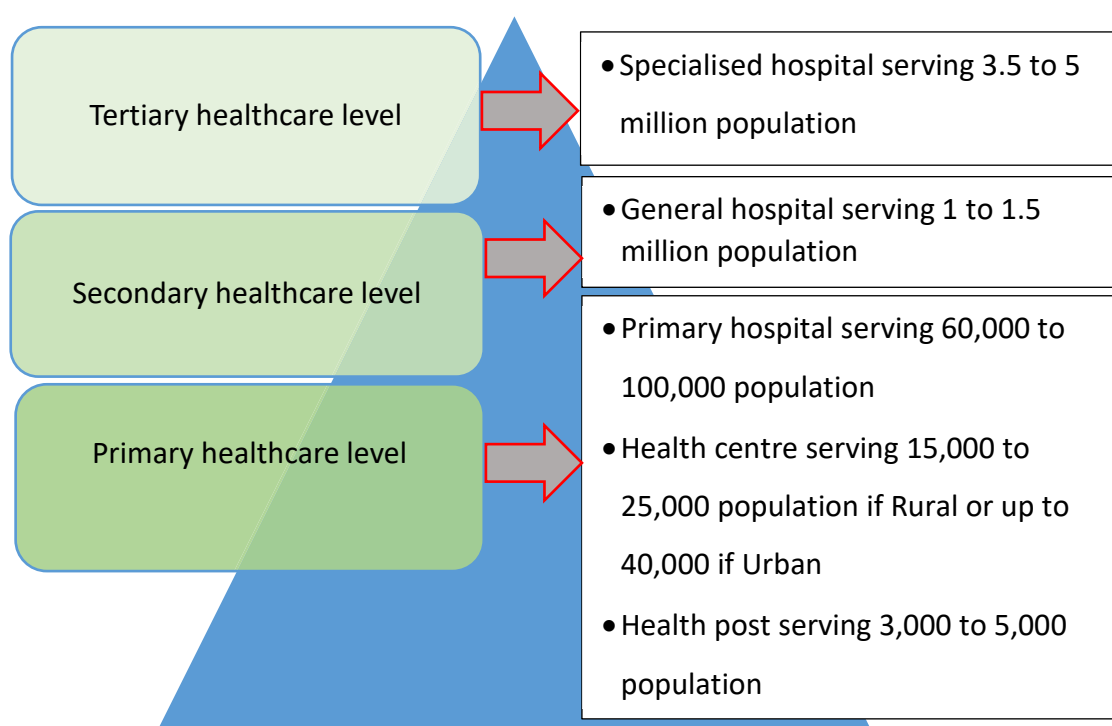 Tertiary healthcare level
• Specialised hospital serving 3.5 to 5
million population
Secondary healthcare level
• General hospital serving 1 to 1.5
million population
Primary healthcare level
• Primary hospital serving 60,000 to
100,000 population
• Health centre serving 15,000 to
25,000 population if Rural or up to
40,000 if Urban
• Health post serving 3,000 to 5,000
population